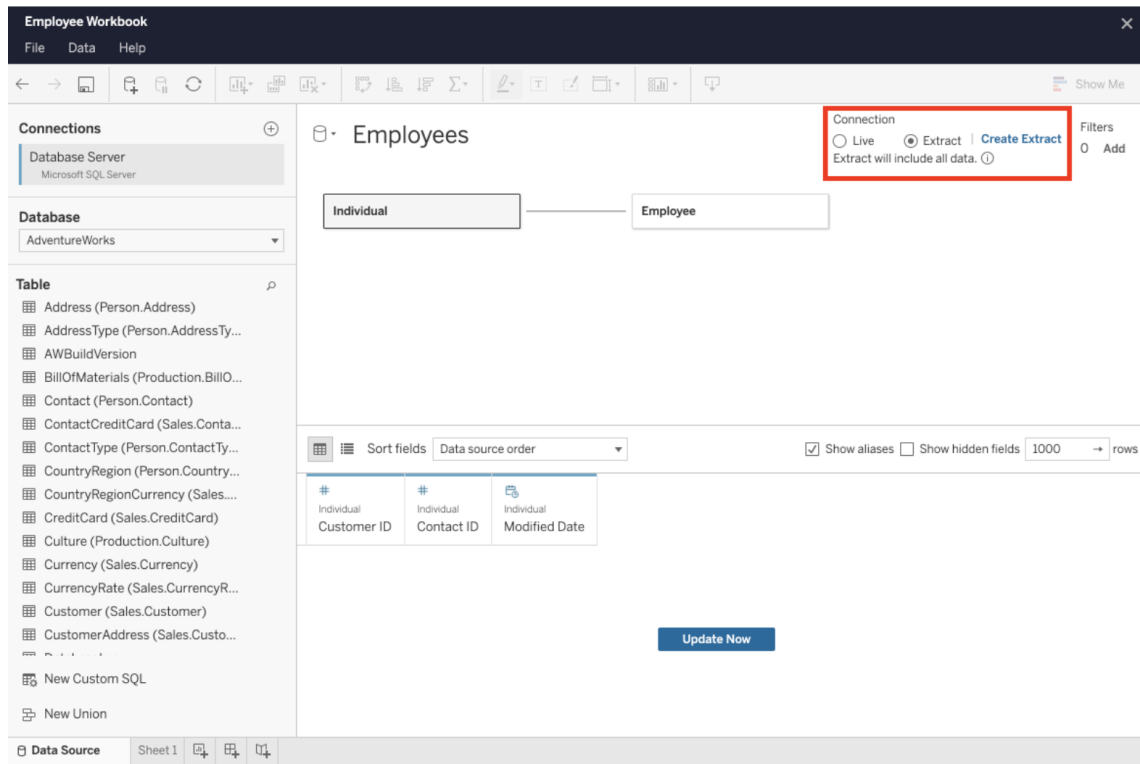 Employee Workbook
File Data Help
Show Me
Connections
Database Server
Microsoft SQL Server
Database
AdventureWorks
Table
Address (Person.Address)
AddressType (Person.AddressTy...
AWBuildVersion
BillOfMaterials (Production.BillO...
Contact (Person.Contact)
ContactCreditCard (Sales.Conta...
ContactType (Person.ContactTy...
CountryRegion (Person.Country...
CountryRegionCurrency (Sales....
CreditCard (Sales.CreditCard)
Culture (Production.Culture)
Currency (Sales.Currency)
CurrencyRate (Sales.CurrencyR...
Customer (Sales.Customer)
CustomerAddress (Sales.Custo...
New Custom SQL
New Union
Employees
Connection
Live Extract | Create Extract
Extract will include all data.
Filters
0 Add
Individual
Employee
Sort fields Data source order
Show aliases Show hidden fields 1000 → rows
# # 
Individual Individual Individual
Customer ID Contact ID Modified Date
Update Now
Data Source Sheet 1